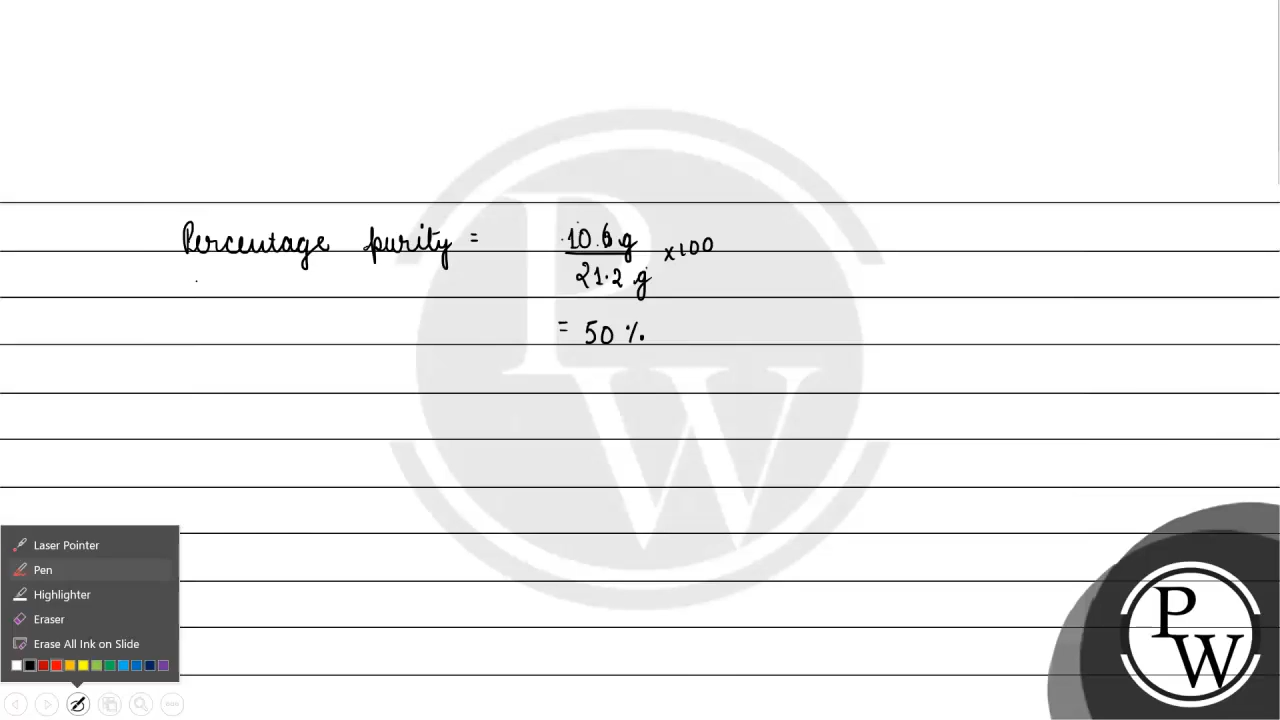 Percentage purity = 10.6 g / 21.2 g × 100
= 50 %.
Laser Pointer
Pen
Highlighter
Eraser
Erase All Ink on Slide
P
W
P
W